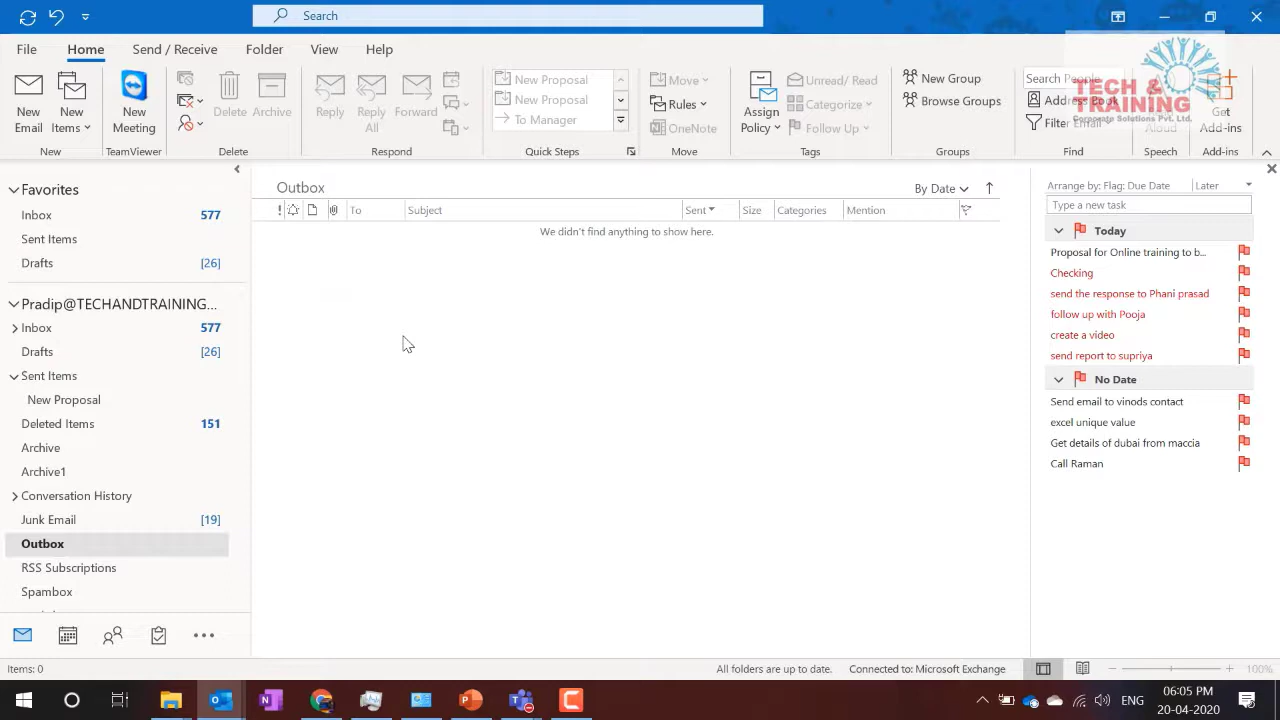 Search
File Home Send / Receive Folder View Help
New Email
New Items
New
New Meeting
TeamViewer
Delete
Archive
Delete
Reply
Reply All
Forward
Respond
New Proposal
New Proposal
To Manager
Quick Steps
Move
Rules
OneNote
Move
Assign Policy
Unread/ Read
Categorize
Follow Up
Tags
New Group
Browse Groups
Groups
Search People
Address Book
Filter Email
Find
Speech
Get Add-ins
Add-ins
TECH &
TRAINING
Corporate Solutions Pvt. Ltd.
Favorites
Inbox 577
Sent Items
Drafts [26]
Pradip@TECHANDTRAINING...
Inbox 577
Drafts [26]
Sent Items
New Proposal
Deleted Items 151
Archive
Archive1
Conversation History
Junk Email [19]
Outbox
RSS Subscriptions
Spambox
Outbox
By Date
To Subject Sent Size Categories Mention
We didn't find anything to show here.
Arrange by: Flag: Due Date Later
Type a new task
Today
Proposal for Online training to b...
Checking
send the response to Phani prasad
follow up with Pooja
create a video
send report to supriya
No Date
Send email to vinods contact
excel unique value
Get details of dubai from maccia
Call Raman
Items: 0
All folders are up to date. Connected to: Microsoft Exchange
100%
ENG
06:05 PM
20-04-2020